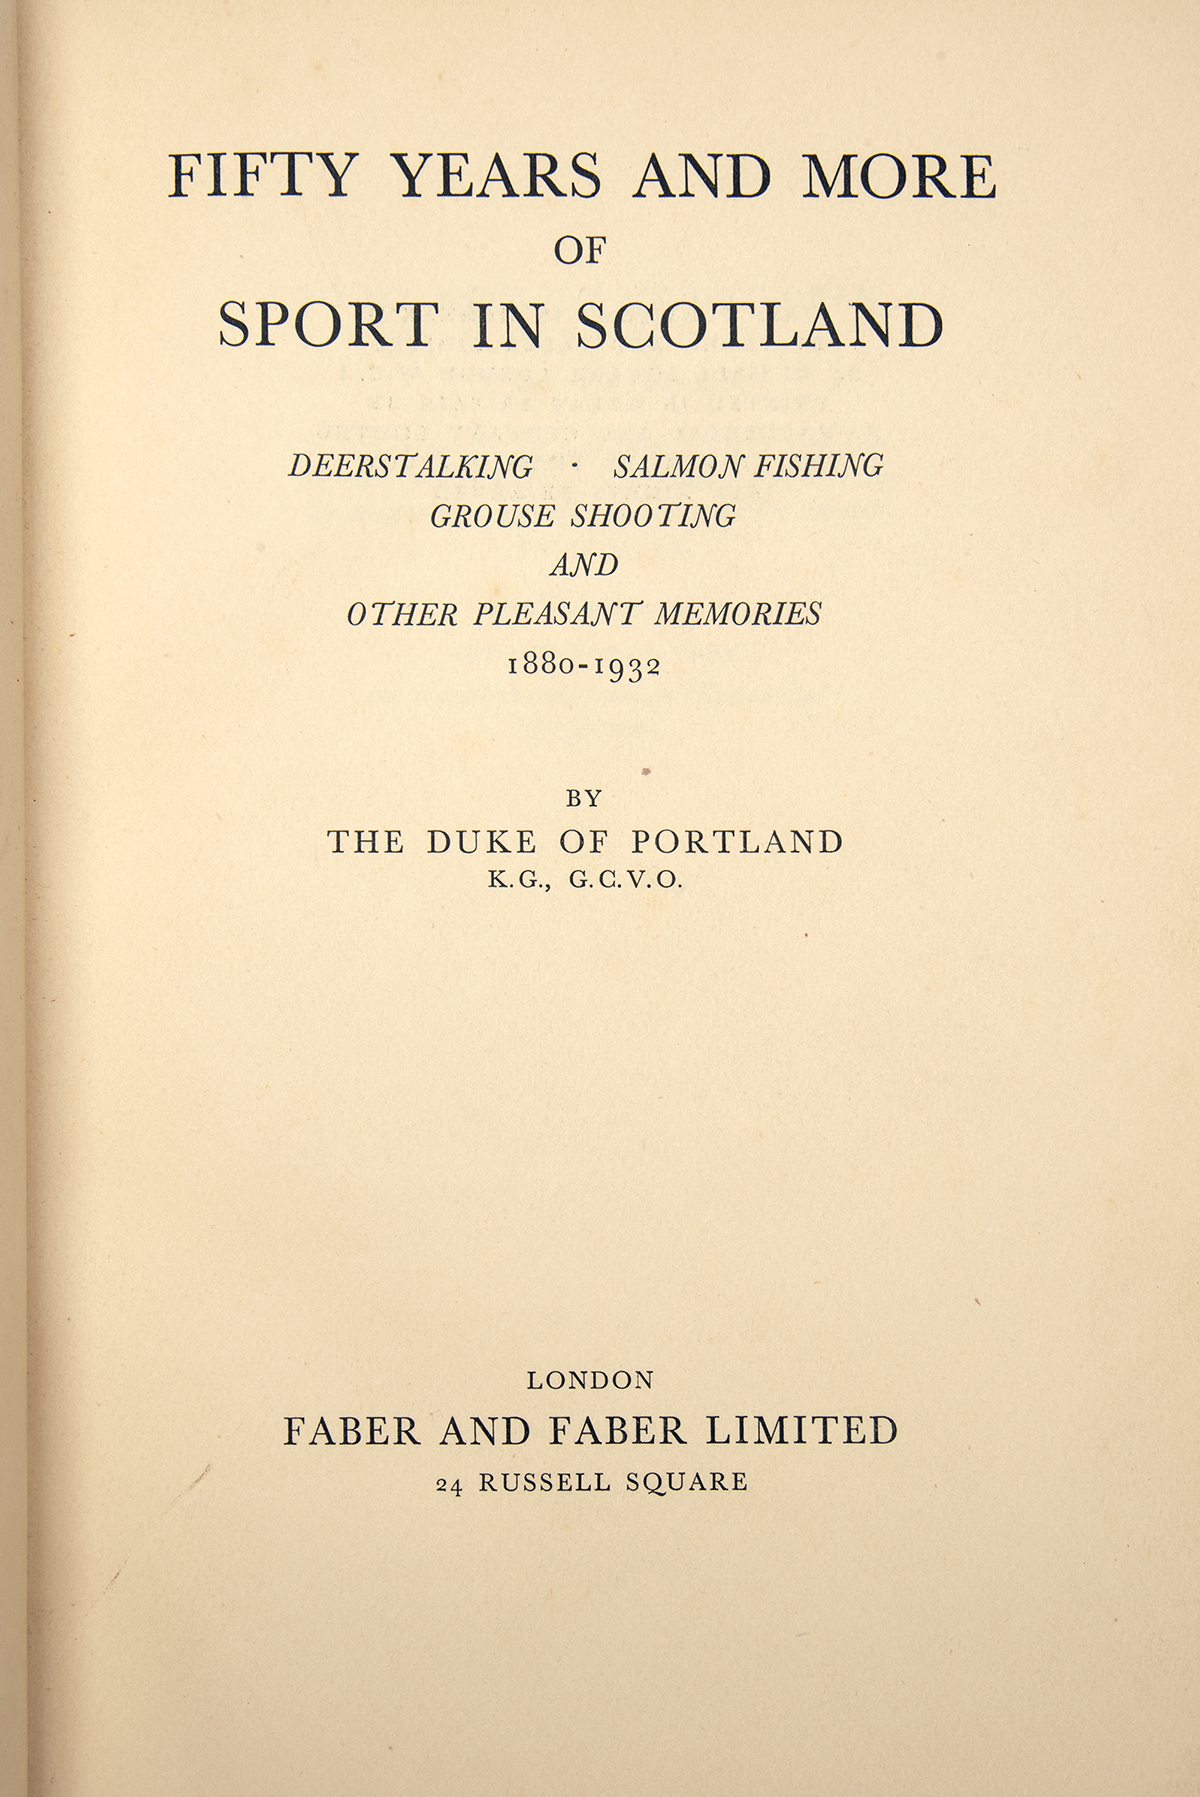 FIFTY YEARS AND MORE
OF
SPORT IN SCOTLAND
DEERSTALKING · SALMON FISHING
GROUSE SHOOTING
AND
OTHER PLEASANT MEMORIES
1880-1932
BY
THE DUKE OF PORTLAND
K.G., G.C.V.O.
LONDON
FABER AND FABER LIMITED
24 RUSSELL SQUARE